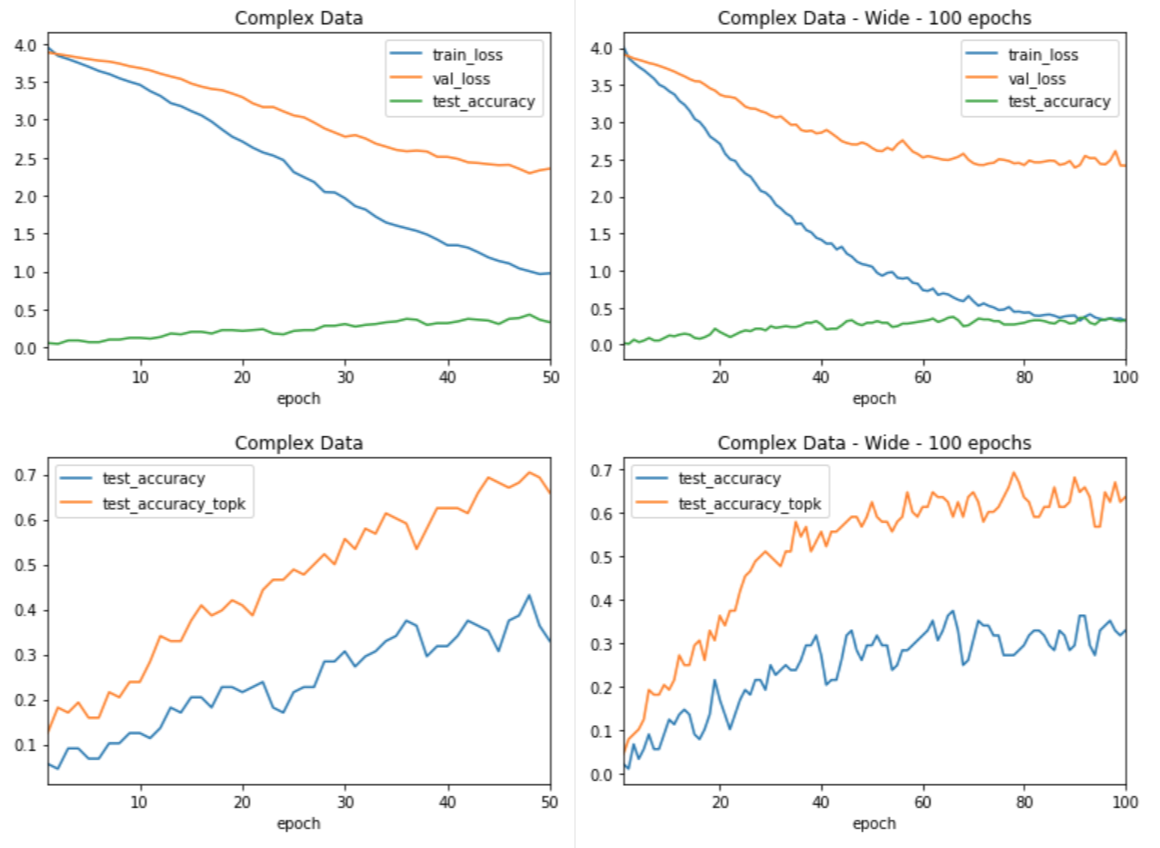 Complex Data
4.0
3.5
3.0
2.5
2.0
1.5
1.0
0.5
0.0
train_loss
val_loss
test_accuracy
10 20 30 40 50
epoch
Complex Data - Wide - 100 epochs
4.0
3.5
3.0
2.5
2.0
1.5
1.0
0.5
0.0
train_loss
val_loss
test_accuracy
20 40 60 80 100
epoch
Complex Data
0.7
0.6
0.5
0.4
0.3
0.2
0.1
test_accuracy
test_accuracy_topk
10 20 30 40 50
epoch
Complex Data - Wide - 100 epochs
0.7
0.6
0.5
0.4
0.3
0.2
0.1
0.0
test_accuracy
test_accuracy_topk
20 40 60 80 100
epoch